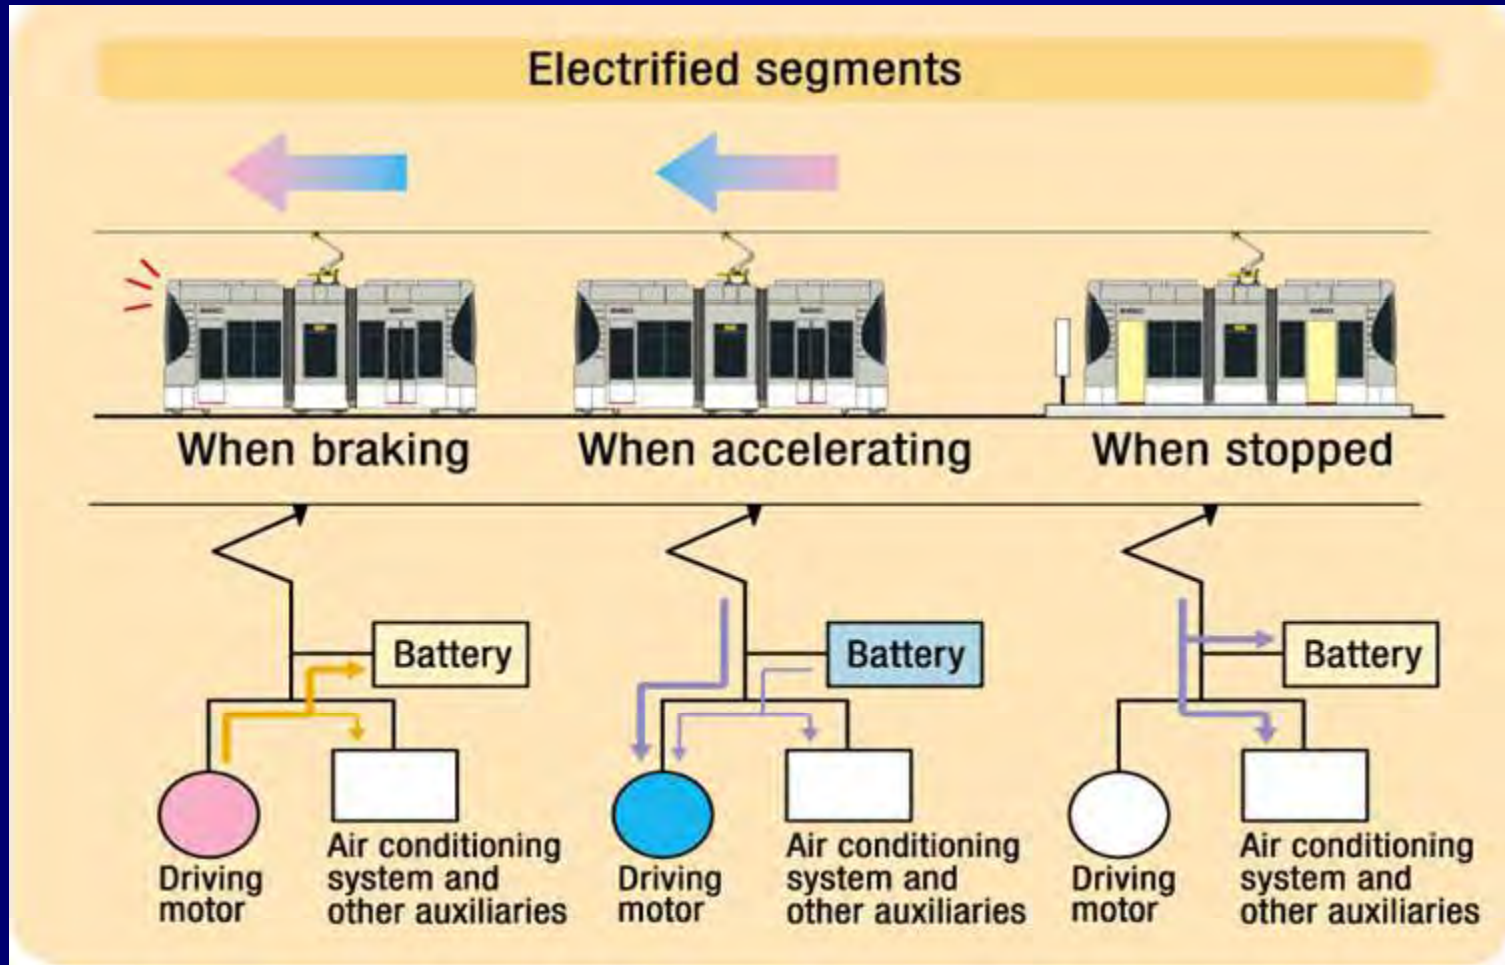 Electrified segments
When braking
When accelerating
When stopped
Battery
Battery
Battery
Driving
motor
Air conditioning
system and
other auxiliaries
Driving
motor
Air conditioning
system and
other auxiliaries
Driving
motor
Air conditioning
system and
other auxiliaries